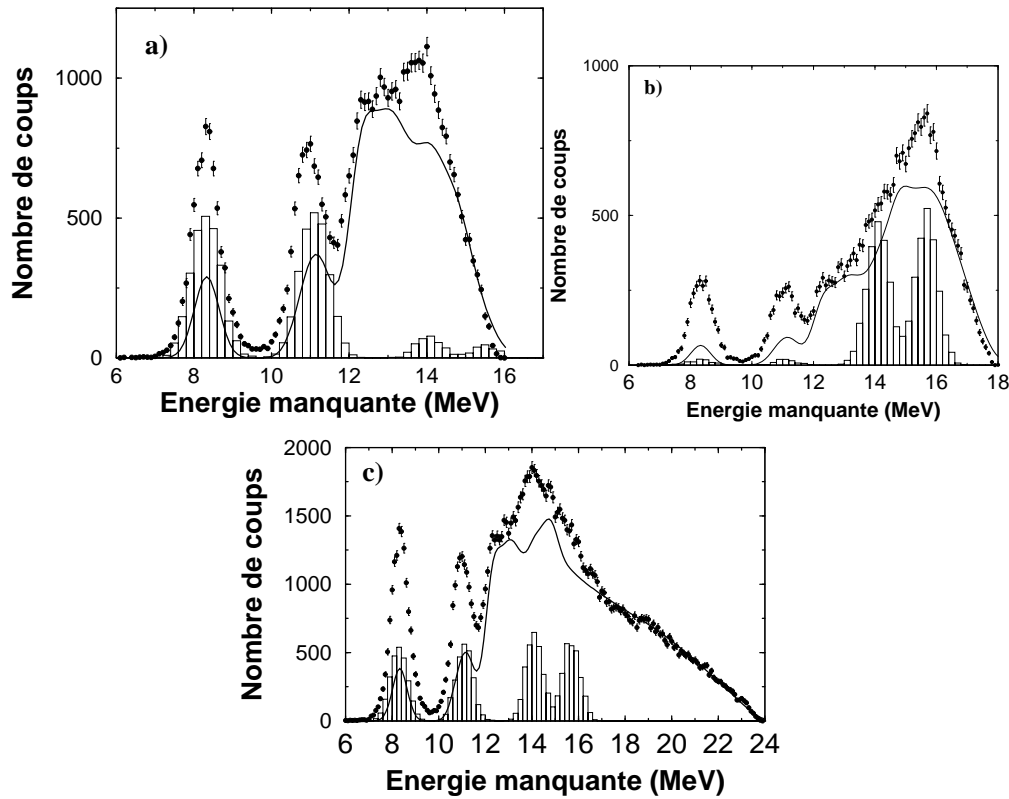 a)
Nombre de coups
1000
500
0
6 8 10 12 14 16
Energie manquante (MeV)
b)
Nombre de coups
1000
500
0
6 8 10 12 14 16 18
Energie manquante (MeV)
c)
Nombre de coups
2000
1500
1000
500
0
6 8 10 12 14 16 18 20 22 24
Energie manquante (MeV)